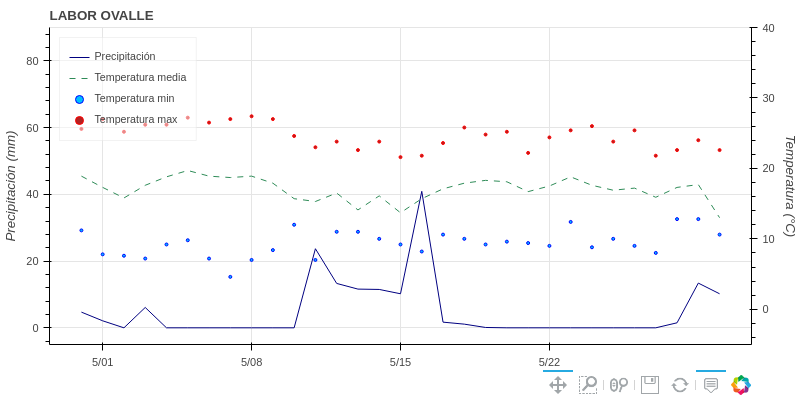 LABOR OVALLE
Precipitación
Temperatura media
Temperatura min
Temperatura max
Precipitación (mm)
80
60
40
20
0
Temperatura (°C)
40
30
20
10
0
5/01
5/08
5/15
5/22